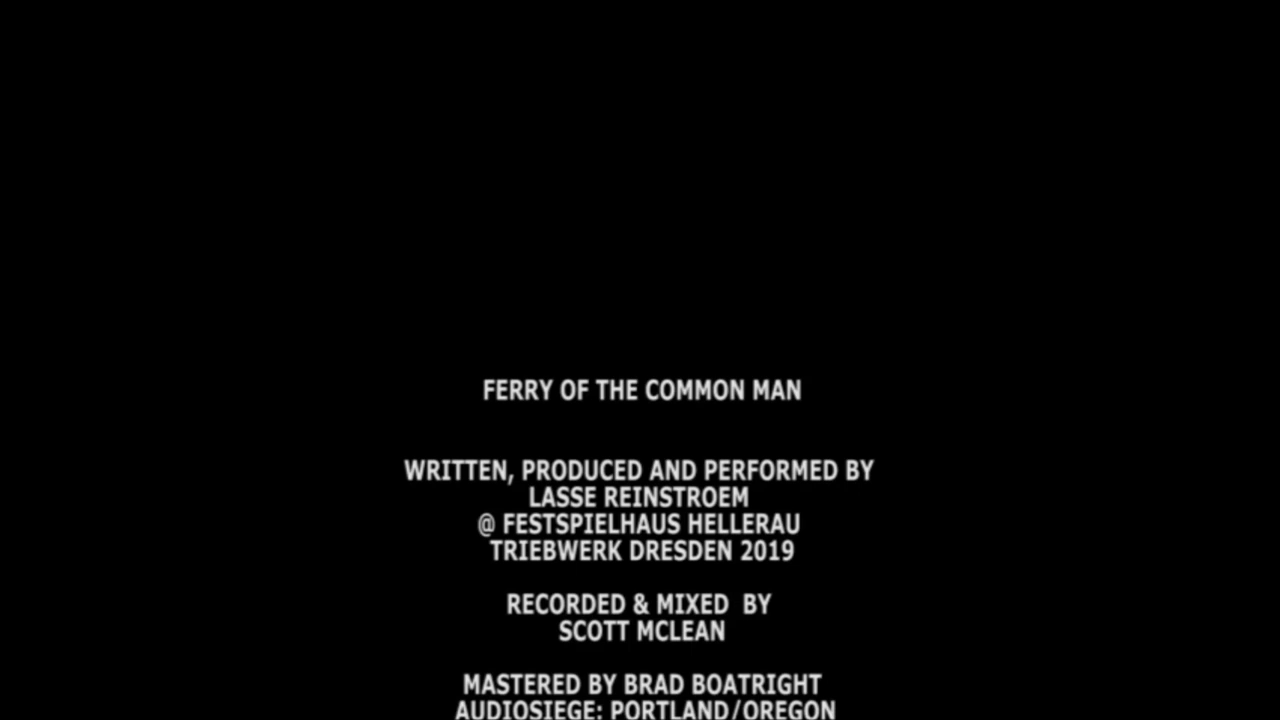 FERRY OF THE COMMON MAN
WRITTEN, PRODUCED AND PERFORMED BY
LASSE REINSTROEM
@ FESTSPIELHAUS HELLERAU
TRIEBWERK DRESDEN 2019
RECORDED & MIXED  BY
SCOTT MCLEAN
MASTERED BY BRAD BOATRIGHT
AUDIOSIEGE: PORTLAND/OREGON